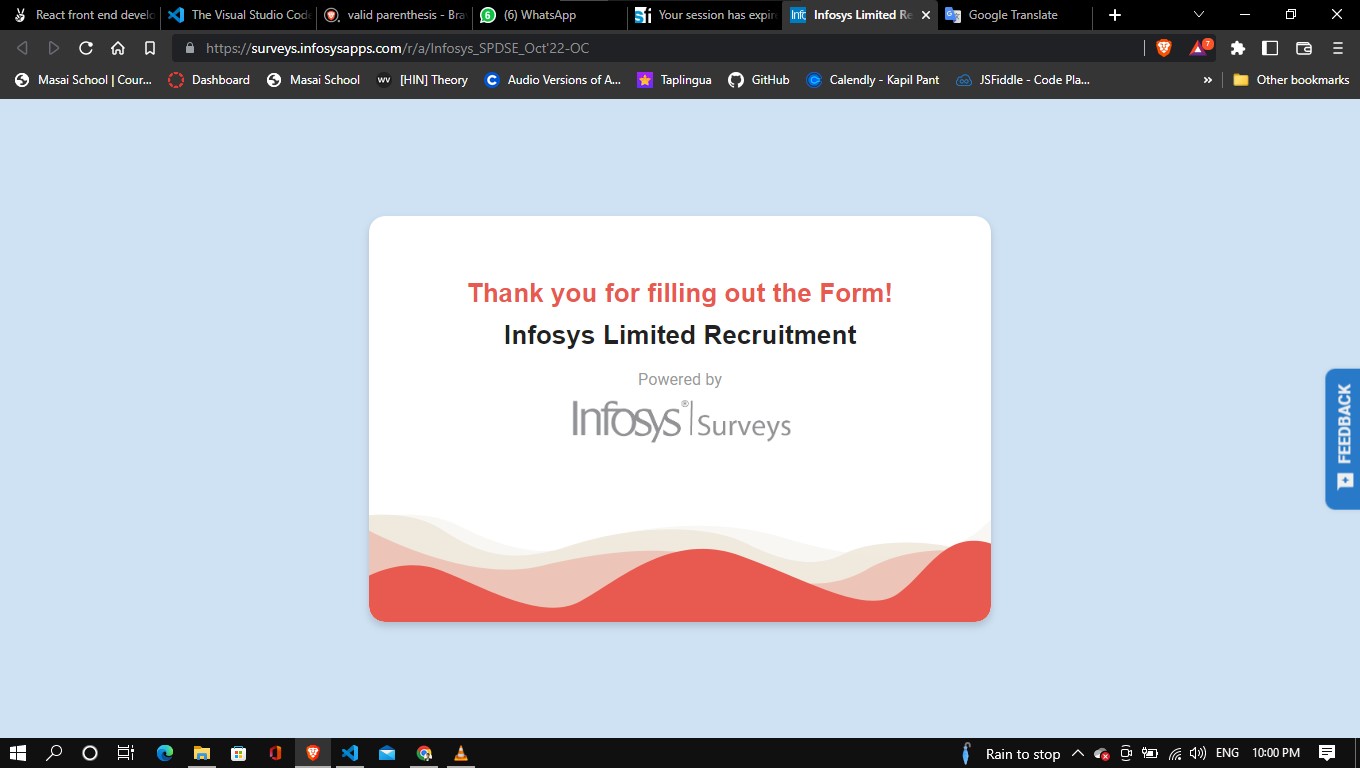 React front end develo
The Visual Studio Code
valid parenthesis - Bra
(6) WhatsApp
Your session has expire
Infosys Limited Re
Google Translate
https://surveys.infosysapps.com/r/a/Infosys_SPDSE_Oct'22-OC
7
Masai School | Cour...
Dashboard
Masai School
wv
[HIN] Theory
Audio Versions of A...
Taplingua
GitHub
Calendly - Kapil Pant
JSFiddle - Code Pla...
»
Other bookmarks
Thank you for filling out the Form!
Infosys Limited Recruitment
Powered by
Infosys® | Surveys
FEEDBACK
Rain to stop
ENG
10:00 PM